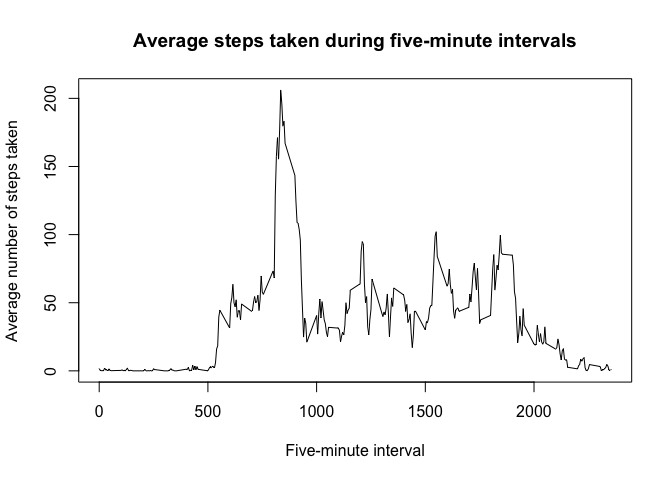 Average steps taken during five-minute intervals
Average number of steps taken
200
150
100
50
0
0 500 1000 1500 2000
Five-minute interval